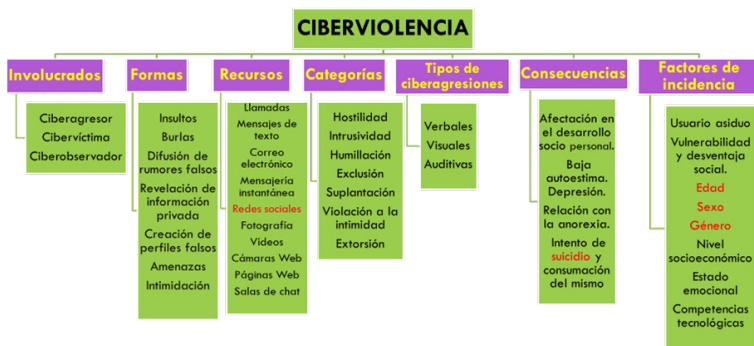 CIBERVIOLENCIA
Involucrados
Ciberagresor
Cibervíctima
Ciberobservador
Formas
Insultos
Burlas
Difusión de
rumores falsos
Revelación de
información
privada
Creación de
perfiles falsos
Amenazas
Intimidación
Recursos
Llamadas
Mensajes de
texto
Correo
electrónico
Mensajería
instantánea
Redes sociales
Fotografía
Vídeos
Cámaras Web
Páginas Web
Salas de chat
Categorías
Hostilidad
Intrusividad
Humillación
Exclusión
Suplantación
Violación a la
intimidad
Extorsión
Tipos de
ciberagresiones
Verbales
Visuales
Auditivas
Consecuencias
Afectación en
el desarrollo
socio personal.
Baja
autoestima.
Depresión.
Relación con
la anorexia.
Intento de
suicidio y
consumación
del mismo
Factores de
incidencia
Usuario asiduo
Vulnerabilidad
y desventaja
social.
Edad
Sexo
Género
Nivel
socioeconómico
Estado
emocional
Competencias
tecnológicas